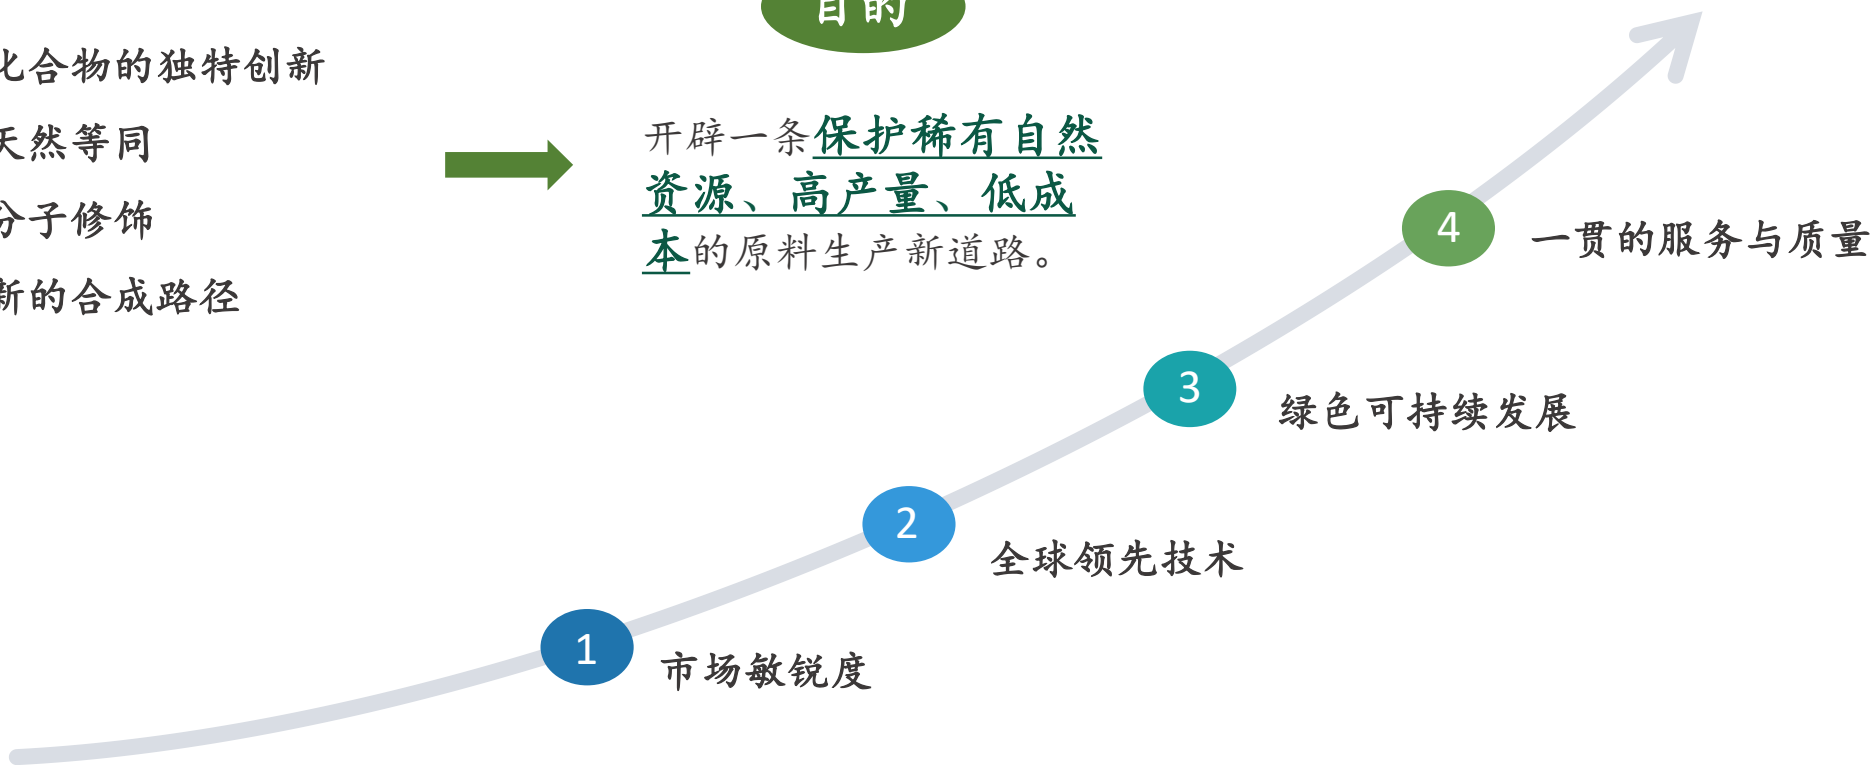 目的
化合物的独特创新
天然等同
分子修饰
新的合成路径
开辟一条保护稀有自然
资源、高产量、低成
本的原料生产新道路。
4
一贯的服务与质量
3
绿色可持续发展
2
全球领先技术
1
市场敏锐度